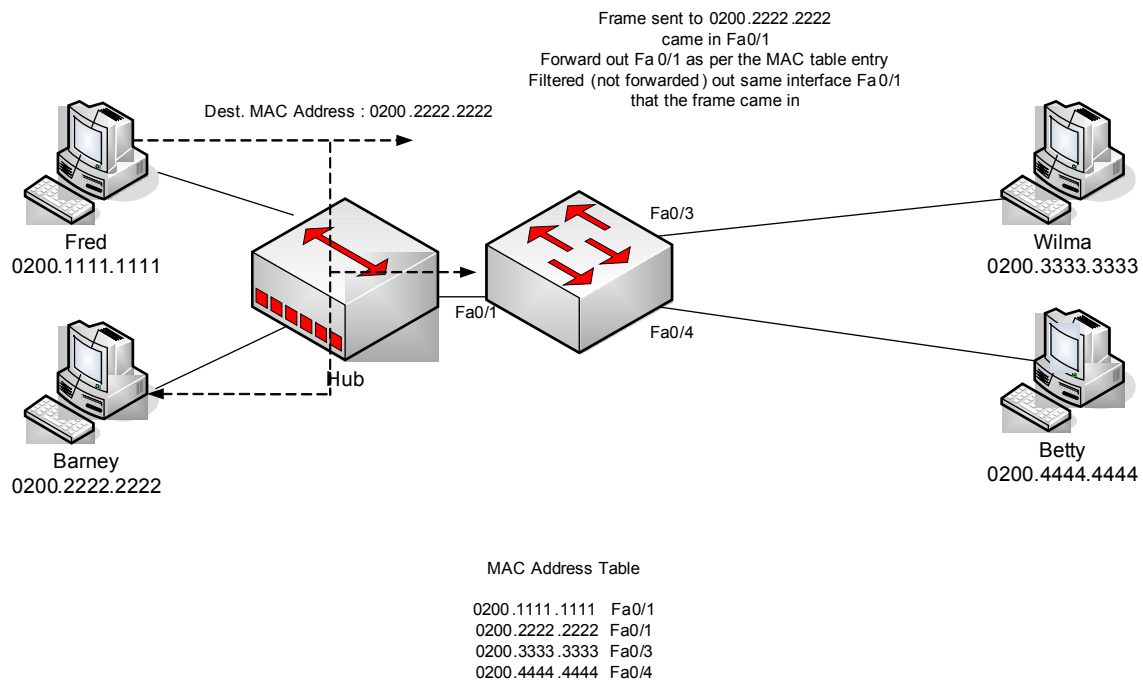 Frame sent to 0200.2222.2222
came in Fa0/1
Forward out Fa0/1 as per the MAC table entry
Filtered (not forwarded) out same interface Fa0/1
that the frame came in
Dest. MAC Address : 0200.2222.2222
Fred
0200.1111.1111
Fa0/3
Wilma
0200.3333.3333
Fa0/1
Fa0/4
Hub
Barney
0200.2222.2222
Betty
0200.4444.4444
MAC Address Table
0200.1111.1111 Fa0/1
0200.2222.2222 Fa0/1
0200.3333.3333 Fa0/3
0200.4444.4444 Fa0/4